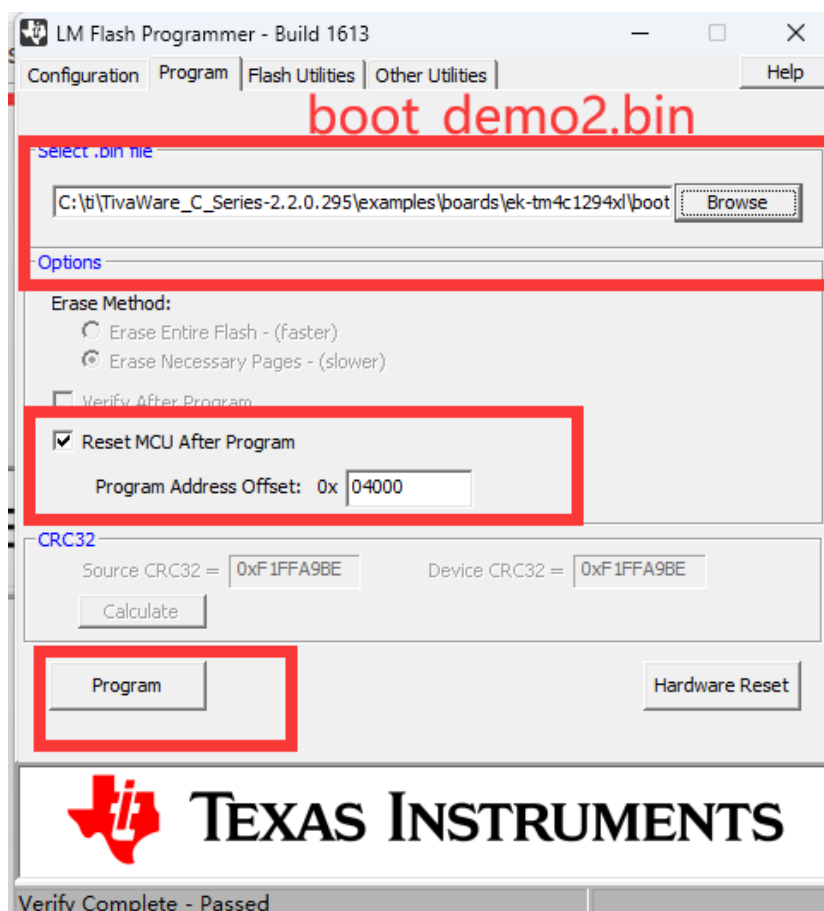 LM Flash Programmer - Build 1613
Configuration Program Flash Utilities Other Utilities Help
boot_demo2.bin
Select .bin file
C:\ti\TivaWare_C_Series-2.2.0.295\examples\boards\ek-tm4c1294xl\boot Browse
Options
Erase Method:
Erase Entire Flash - (faster)
Erase Necessary Pages - (slower)
Verify After Program
Reset MCU After Program
Program Address Offset: 0x 04000
CRC32
Source CRC32 = 0xF1FFA9BE Device CRC32 = 0xF1FFA9BE
Calculate
Program Hardware Reset
TEXAS INSTRUMENTS
Verify Complete - Passed